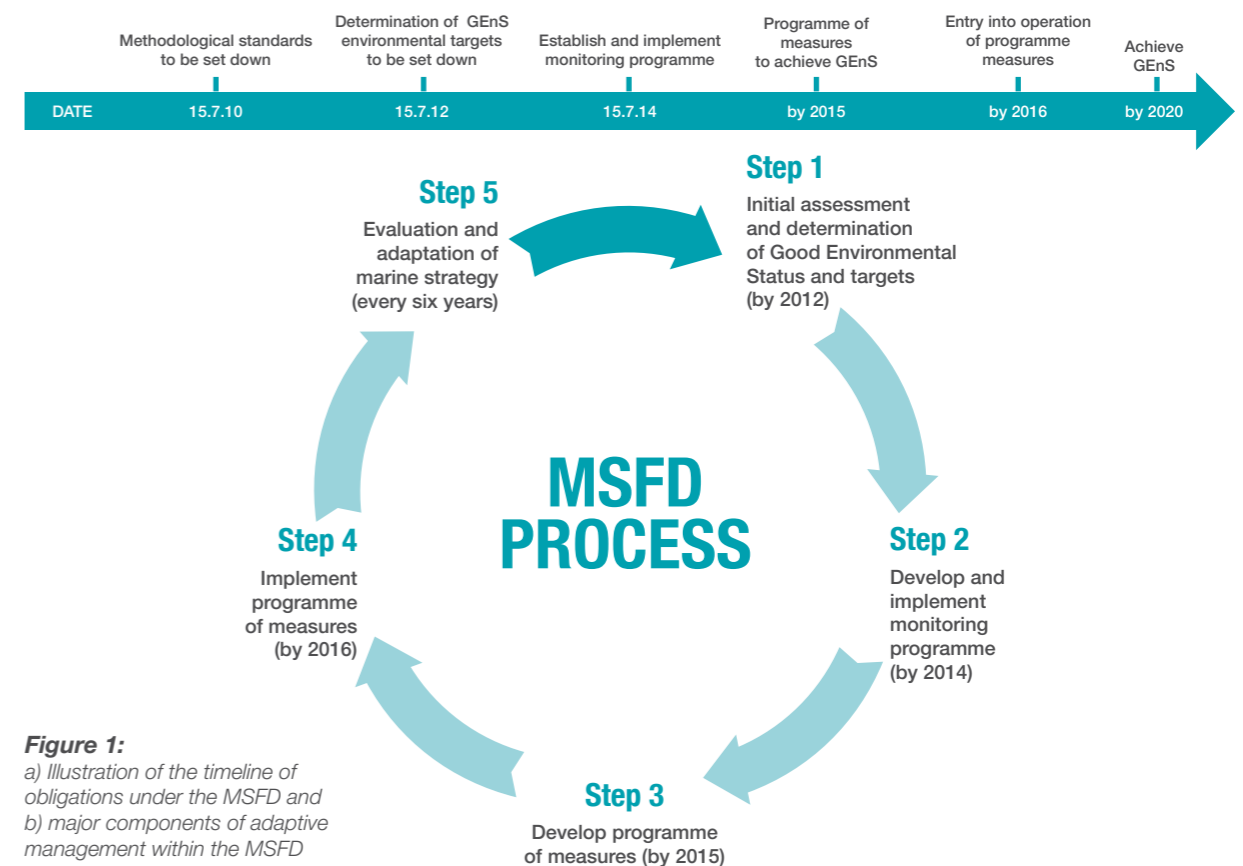 Methodological standards
to be set down
Determination of GEnS
environmental targets
to be set down
Establish and implement
monitoring programme
Programme of
measures
to achieve GEnS
Entry into operation
of programme
measures
Achieve
GEnS
DATE 15.7.10 15.7.12 15.7.14 by 2015 by 2016 by 2020
Step 1
Initial assessment
and determination
of Good Environmental
Status and targets
(by 2012)
Step 5
Evaluation and
adaptation of
marine strategy
(every six years)
MSFD
PROCESS
Step 2
Develop and
implement
monitoring
programme
(by 2014)
Step 4
Implement
programme
of measures
(by 2016)
Step 3
Develop programme
of measures (by 2015)
Figure 1:
a) Illustration of the timeline of
obligations under the MSFD and
b) major components of adaptive
management within the MSFD